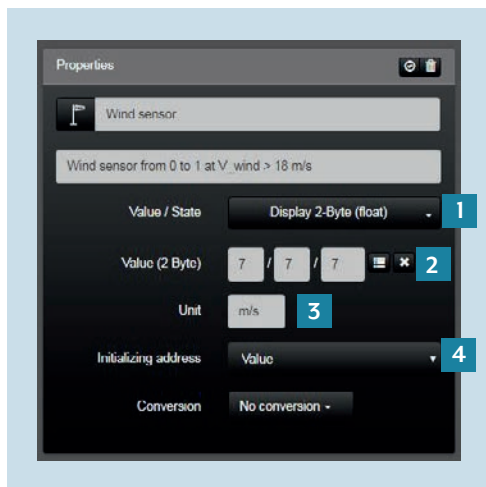 Properties
Wind sensor
Wind sensor from 0 to 1 at V_wind > 18 m/s
Value / State Display 2-Byte (float) 1
Value (2 Byte) 7 / 7 / 7 2
Unit m/s 3
Initializing address Value 4
Conversion No conversion